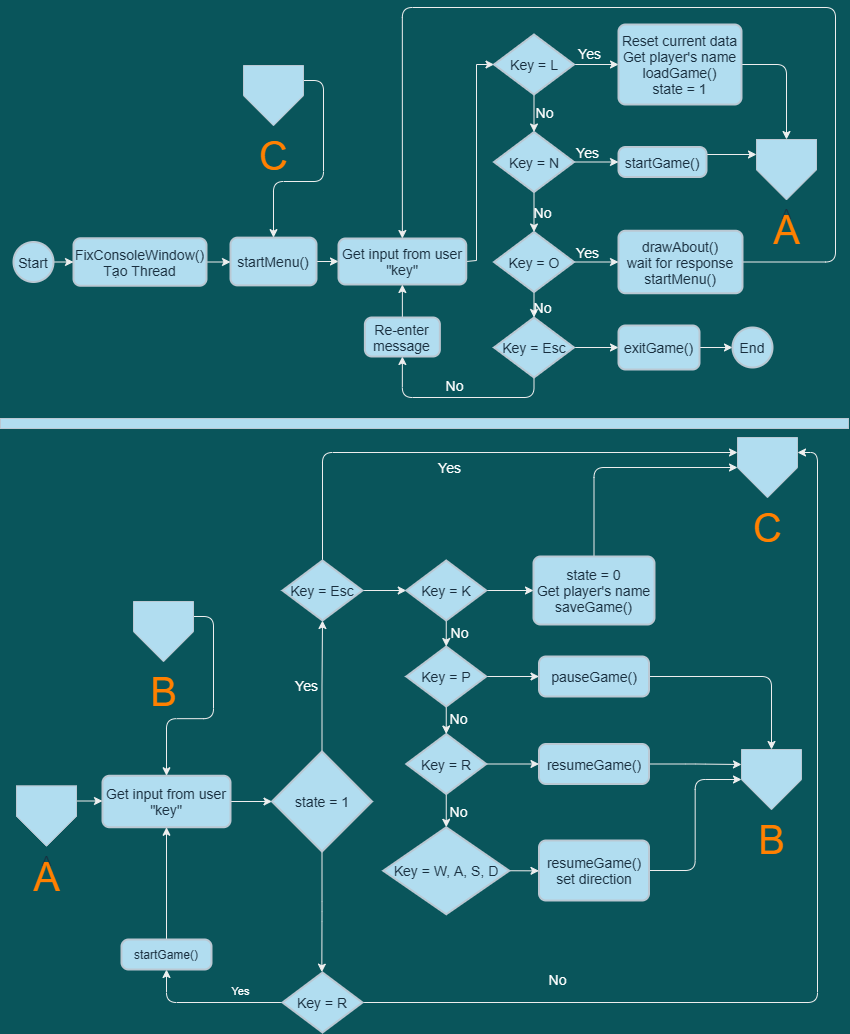 C
Start
FixConsoleWindow()
Tạo Thread
startMenu()
Get input from user
"key"
Re-enter
message
Key = L
Yes
Reset current data
Get player's name
loadGame()
state = 1
No
Key = N
Yes
startGame()
A
No
Key = O
Yes
drawAbout()
wait for response
startMenu()
No
Key = Esc
exitGame()
End
No
Yes
C
Key = Esc
Key = K
state = 0
Get player's name
saveGame()
B
No
Yes
Key = P
pauseGame()
No
A
Get input from user
"key"
state = 1
Key = R
resumeGame()
B
No
Key = W, A, S, D
resumeGame()
set direction
startGame()
Yes
Key = R
No